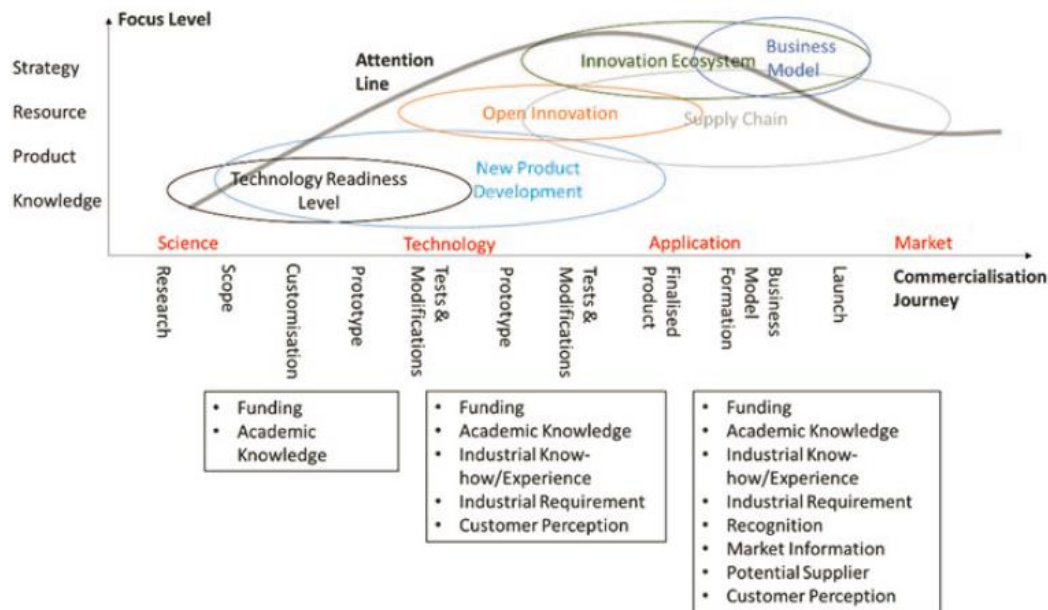 Focus Level
Strategy
Resource
Product
Knowledge
Attention
Line
Innovation Ecosystem
Business
Model
Open Innovation
Supply Chain
Technology Readiness
Level
New Product
Development
Science
Technology
Application
Market
Commercialisation
Journey
Research
Scope
Customisation
Prototype
Tests &
Modifications
Prototype
Tests &
Modifications
Finalised
Product
Business
Model
Formation
Launch
• Funding
• Academic
Knowledge
• Funding
• Academic Knowledge
• Industrial Know-
how/Experience
• Industrial Requirement
• Customer Perception
• Funding
• Academic Knowledge
• Industrial Know-
how/Experience
• Industrial Requirement
• Recognition
• Market Information
• Potential Supplier
• Customer Perception